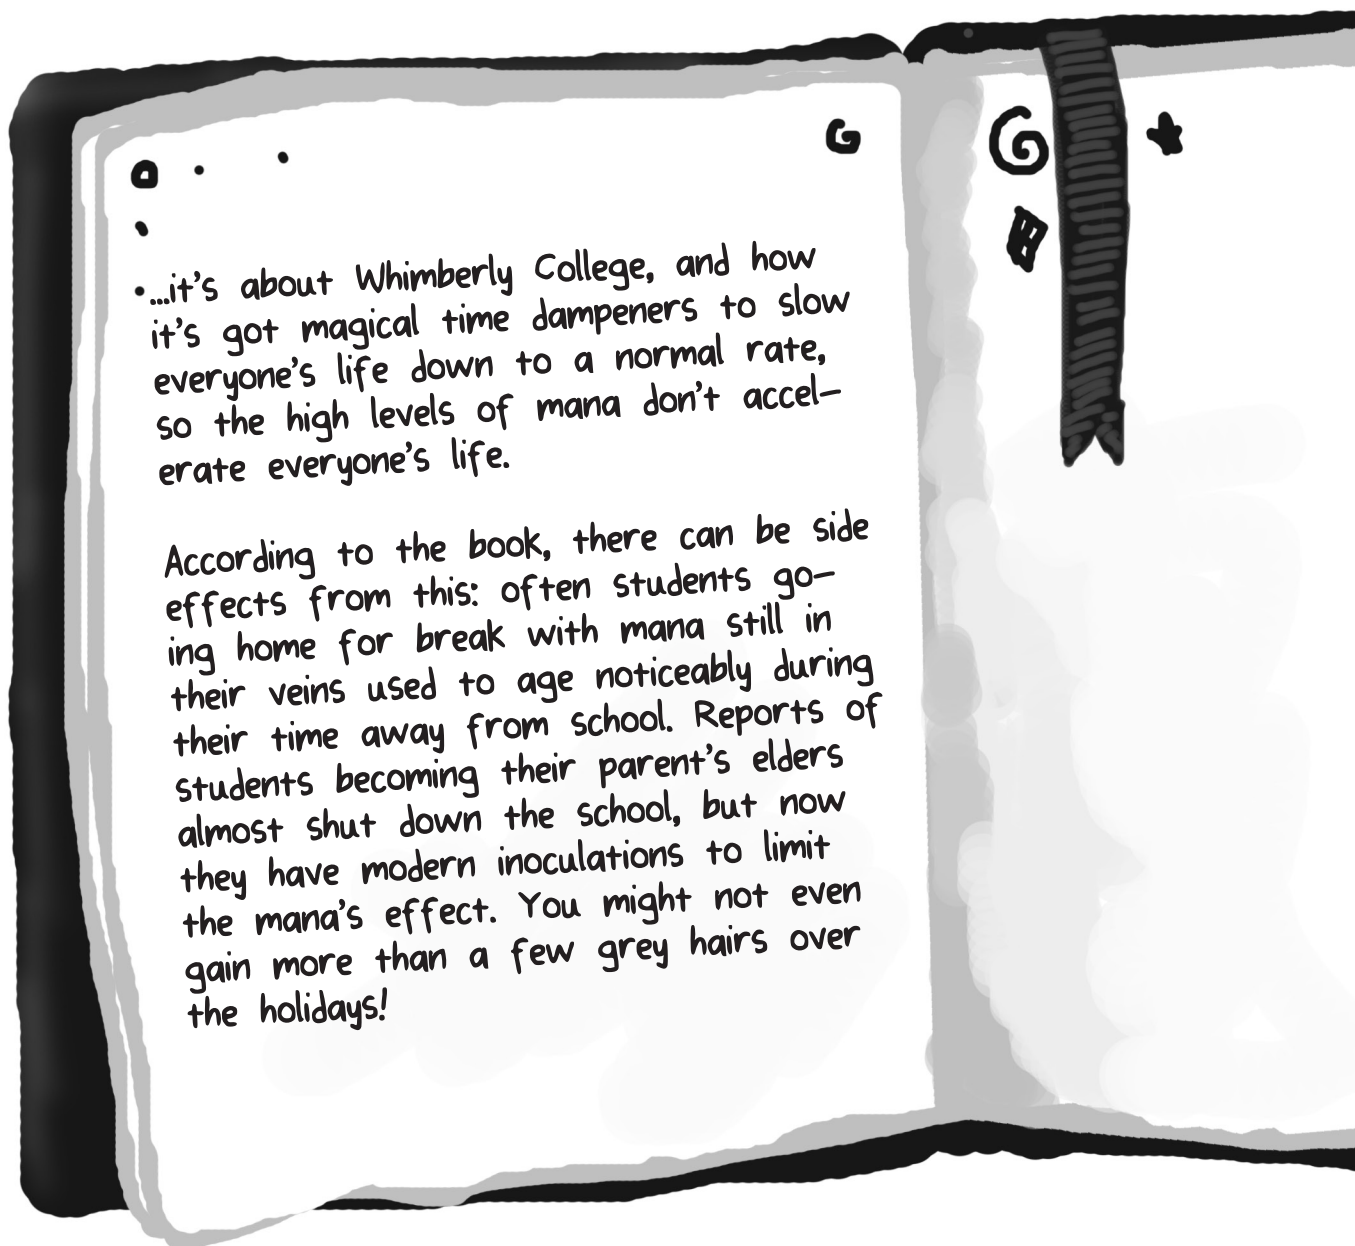 ...it's about Whimberly College, and how
it's got magical time dampeners to slow
everyone's life down to a normal rate,
so the high levels of mana don't accel-
erate everyone's life.
According to the book, there can be side
effects from this: often students go-
ing home for break with mana still in
their veins used to age noticeably during
their time away from school. Reports of
students becoming their parent's elders
almost shut down the school, but now
they have modern inoculations to limit
the mana's effect. You might not even
gain more than a few grey hairs over
the holidays!